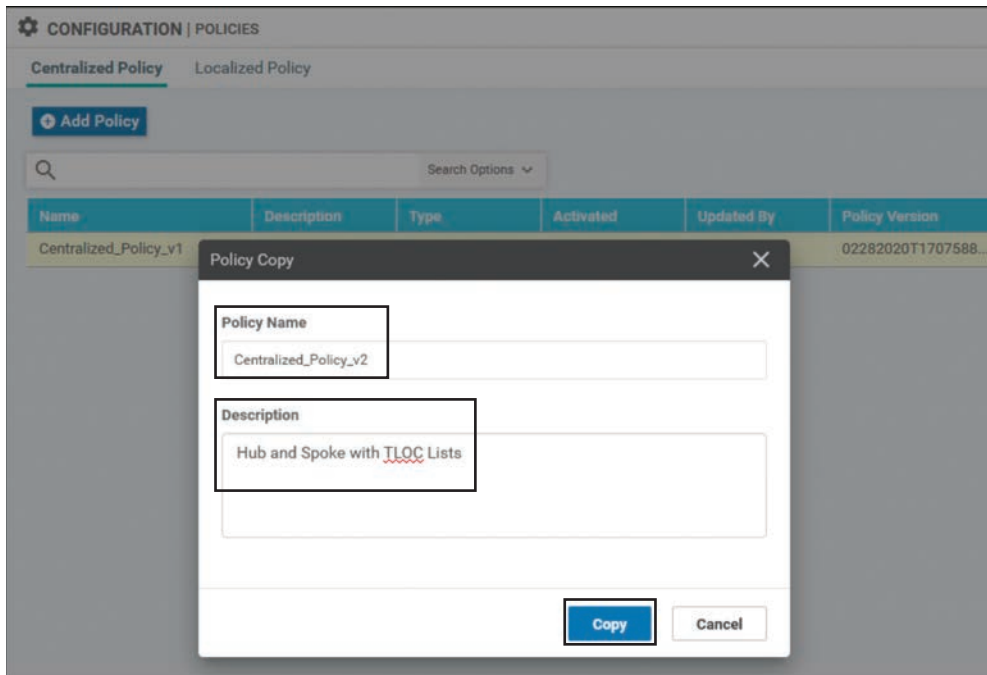 CONFIGURATION | POLICIES
Centralized Policy Localized Policy
Add Policy
Search Options
Name Description Type Activated Updated By Policy Version
Centralized_Policy_v1 02282020T1707588...
Policy Copy
Policy Name
Centralized_Policy_v2
Description
Hub and Spoke with TLOC Lists
Copy Cancel